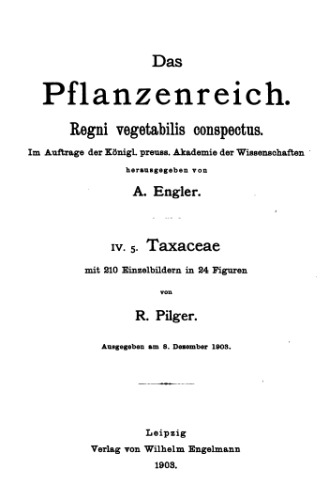 Das
Pflanzenreich.
Regni vegetabilis conspectus.
Im Auftrage der Königl. preuss. Akademie der Wissenschaften
herausgegeben von
A. Engler.
IV. 5. Taxaceae
mit 210 Einzelbildern in 24 Figuren
von
R. Pilger.
Ausgegeben am 8. Dezember 1903.
Leipzig
Verlag von Wilhelm Engelmann
1903.